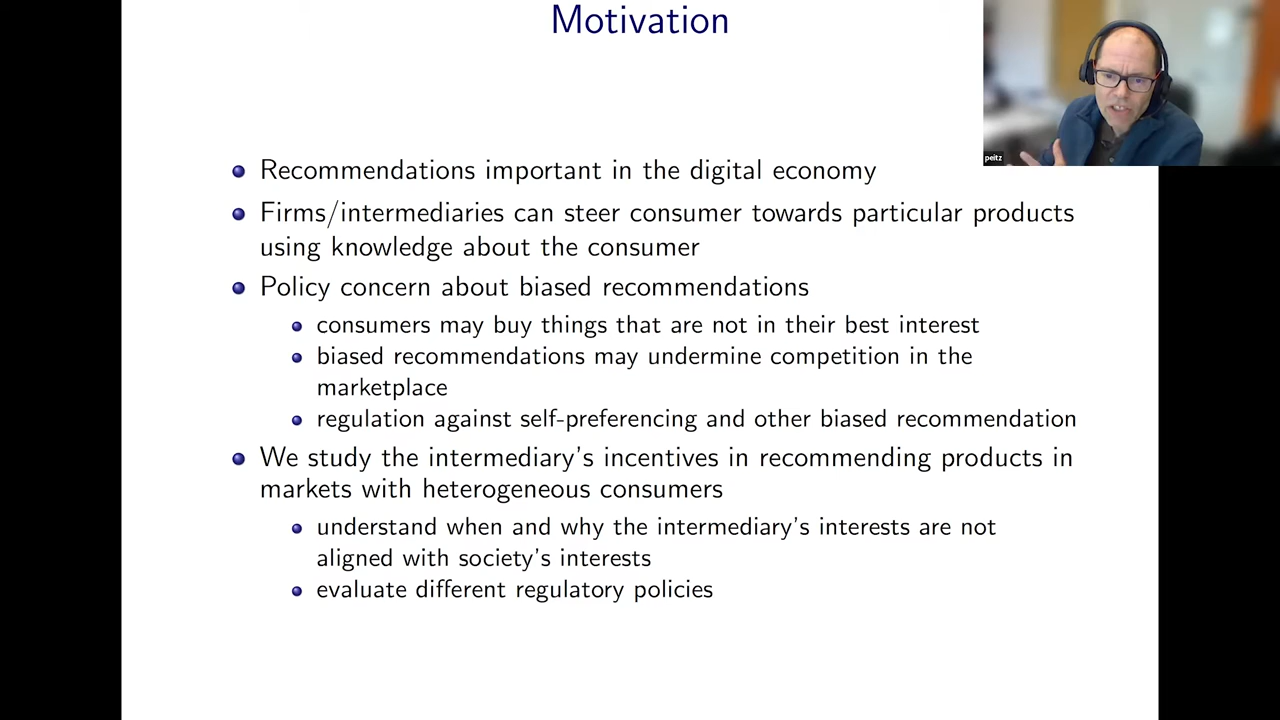 Motivation
peitz
Recommendations important in the digital economy
Firms/intermediaries can steer consumer towards particular products
using knowledge about the consumer
Policy concern about biased recommendations
consumers may buy things that are not in their best interest
biased recommendations may undermine competition in the
marketplace
regulation against self-preferencing and other biased recommendation
We study the intermediary's incentives in recommending products in
markets with heterogeneous consumers
understand when and why the intermediary's interests are not
aligned with society's interests
evaluate different regulatory policies